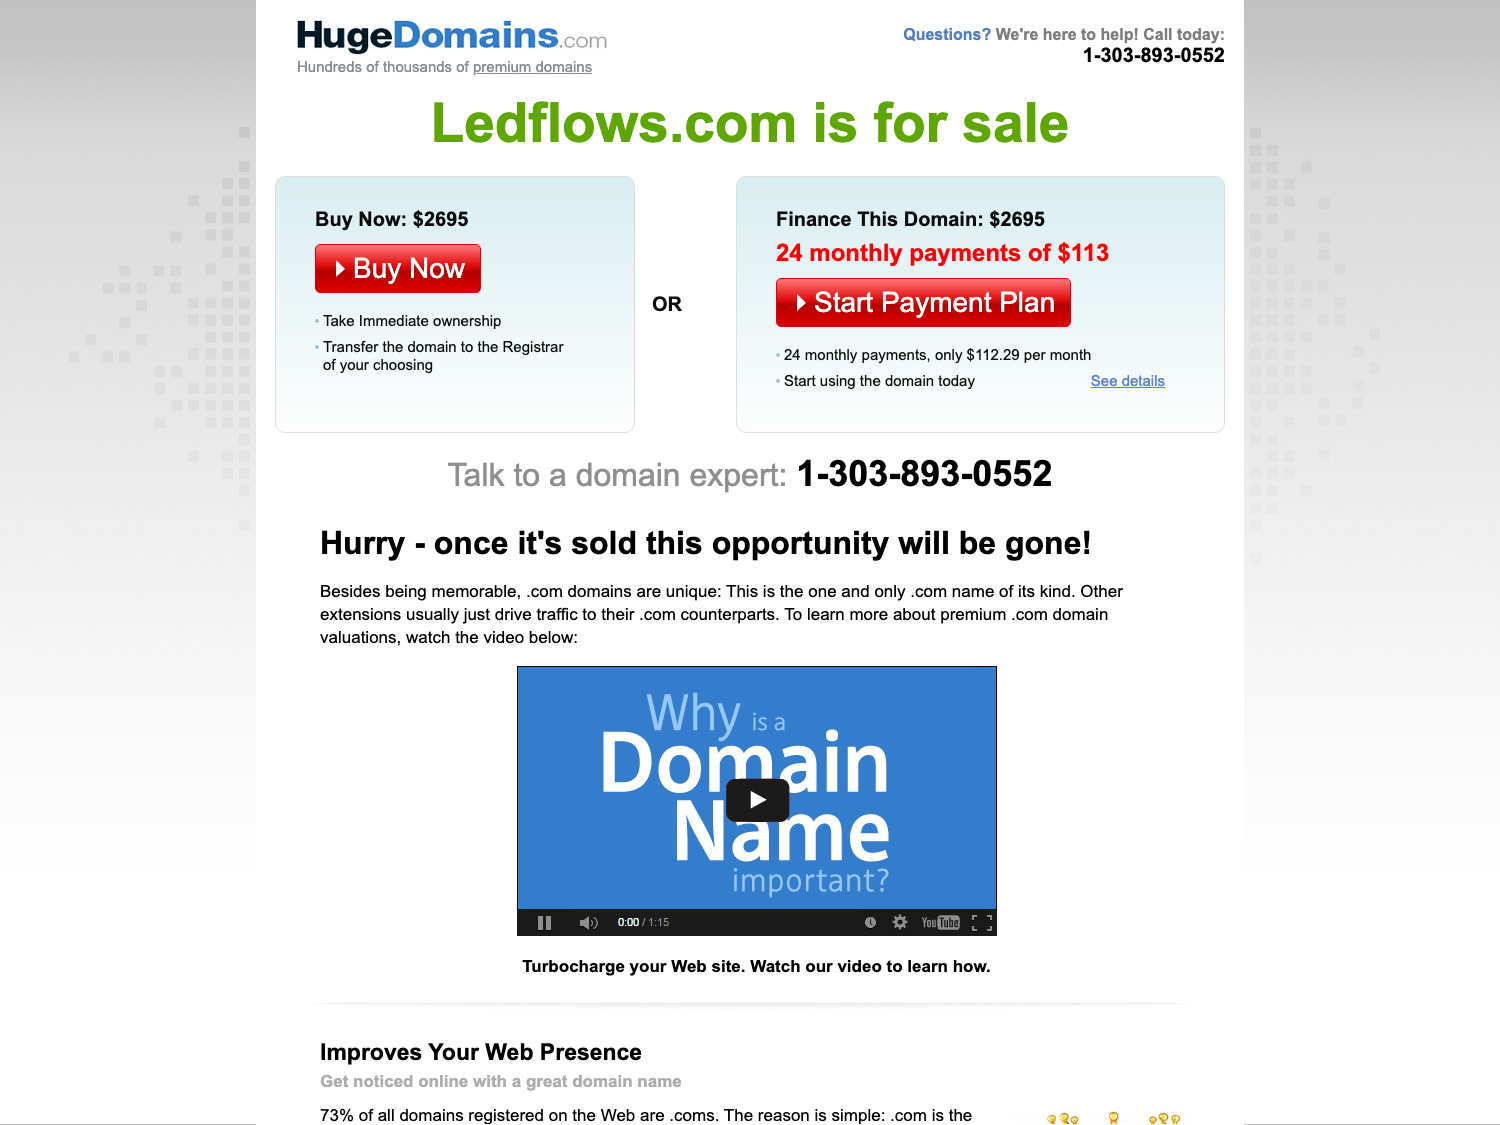 HugeDomains.com
Hundreds of thousands of premium domains
Questions? We're here to help! Call today:
1-303-893-0552
Ledflows.com is for sale
Buy Now: $2695
Buy Now
Take Immediate ownership
Transfer the domain to the Registrar
of your choosing
OR
Finance This Domain: $2695
24 monthly payments of $113
Start Payment Plan
24 monthly payments, only $112.29 per month
Start using the domain today
See details
Talk to a domain expert: 1-303-893-0552
Hurry - once it's sold this opportunity will be gone!
Besides being memorable, .com domains are unique: This is the one and only .com name of its kind. Other
extensions usually just drive traffic to their .com counterparts. To learn more about premium .com domain
valuations, watch the video below:
Why is a
Domain
Name
important?
0:00 / 1:15
YouTube
Turbocharge your Web site. Watch our video to learn how.
Improves Your Web Presence
Get noticed online with a great domain name
73% of all domains registered on the Web are .coms. The reason is simple: .com is the